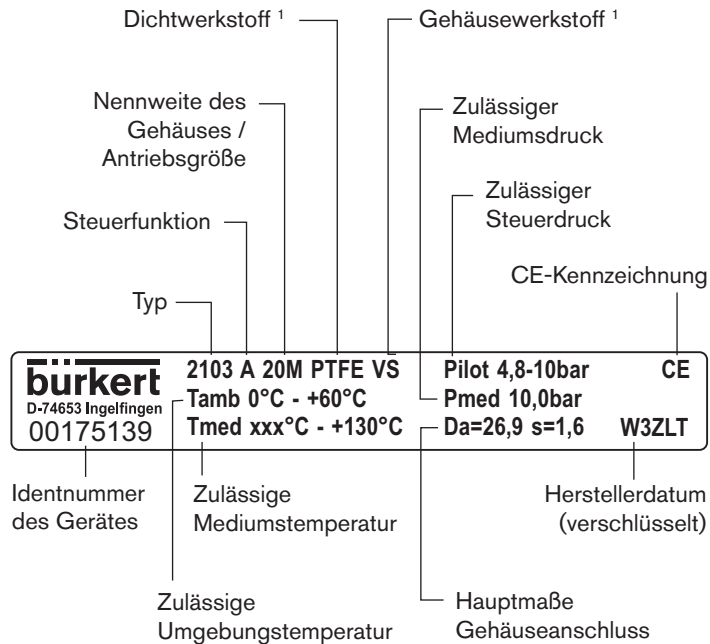 Dichtwerkstoff ¹
Gehäusewerkstoff ¹
Nennweite des
Gehäuses /
Antriebsgröße
Zulässiger
Mediumsdruck
Zulässiger
Steuerdruck
Steuerfunktion
CE-Kennzeichnung
Typ
bürkert
D-74653 Ingelfingen
00175139
2103 A 20M PTFE VS
Tamb 0°C - +60°C
Tmed xxx°C - +130°C
Pilot 4,8-10bar
Pmed 10,0bar
Da=26,9 s=1,6
CE
W3ZLT
Identnummer
des Gerätes
Zulässige
Mediumstemperatur
Herstellerdatum
(verschlüsselt)
Zulässige
Umgebungstemperatur
Hauptmaße
Gehäuseanschluss